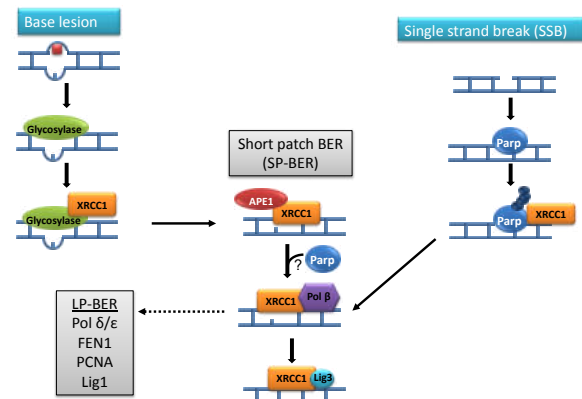 Base lesion
Single strand break (SSB)
Glycosylase
Parp
Short patch BER
(SP-BER)
XRCC1
Glycosylase
APE1
XRCC1
Parp
XRCC1
?
Parp
LP-BER
Pol δ/ε
FEN1
PCNA
Lig1
XRCC1
Pol β
XRCC1
Lig3